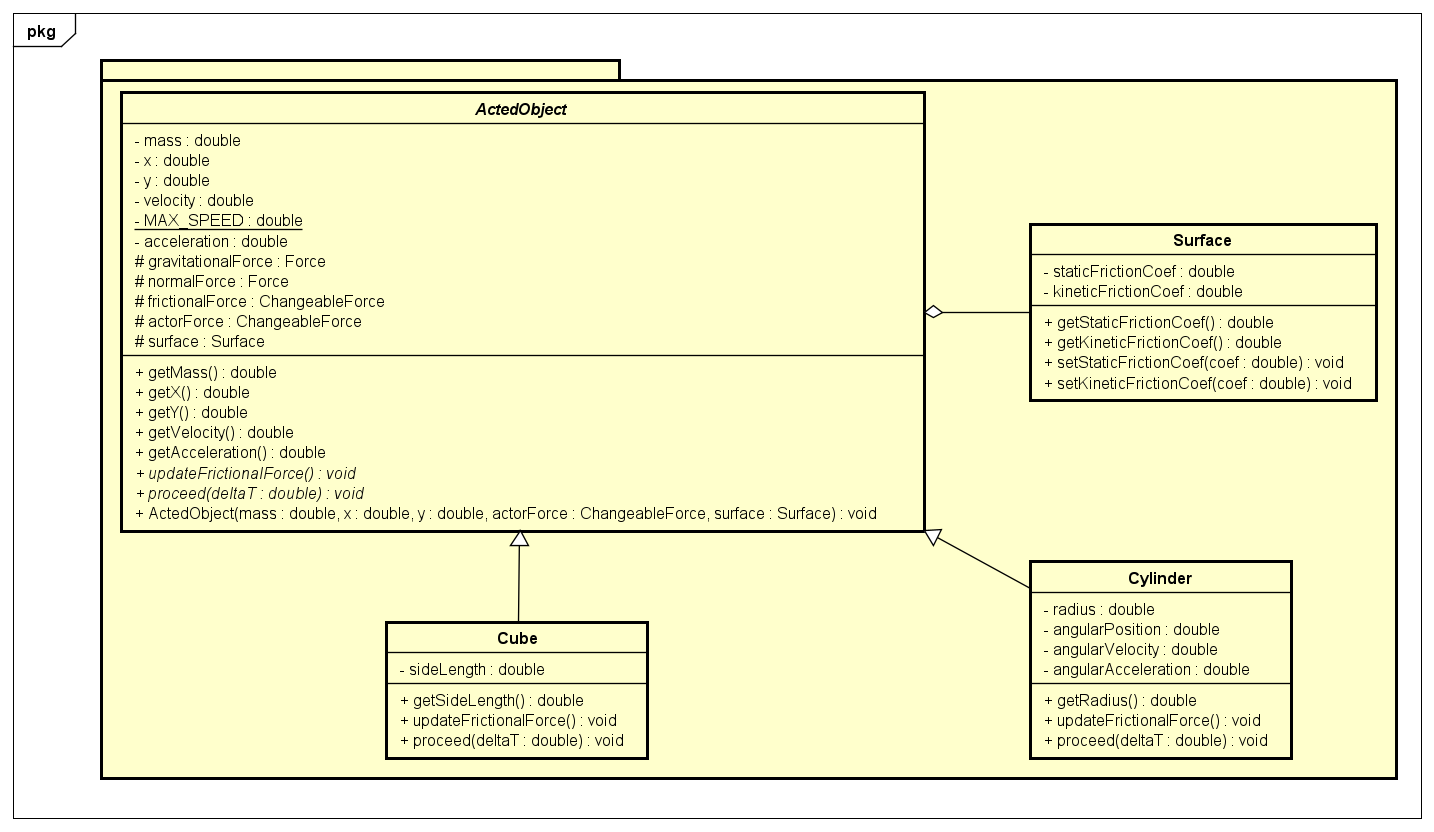 pkg
ActedObject
- mass : double
- x : double
- y : double
- velocity : double
- MAX_SPEED : double
- acceleration : double
# gravitationalForce : Force
# normalForce : Force
# frictionalForce : ChangeableForce
# actorForce : ChangeableForce
# surface : Surface
+ getMass() : double
+ getX() : double
+ getY() : double
+ getVelocity() : double
+ getAcceleration() : double
+ updateFrictionalForce() : void
+ proceed(deltaT : double) : void
+ ActedObject(mass : double, x : double, y : double, actorForce : ChangeableForce, surface : Surface) : void
Surface
- staticFrictionCoef : double
- kineticFrictionCoef : double
+ getStaticFrictionCoef() : double
+ getKineticFrictionCoef() : double
+ setStaticFrictionCoef(coef : double) : void
+ setKineticFrictionCoef(coef : double) : void
Cube
- sideLength : double
+ getSideLength() : double
+ updateFrictionalForce() : void
+ proceed(deltaT : double) : void
Cylinder
- radius : double
- angularPosition : double
- angularVelocity : double
- angularAcceleration : double
+ getRadius() : double
+ updateFrictionalForce() : void
+ proceed(deltaT : double) : void